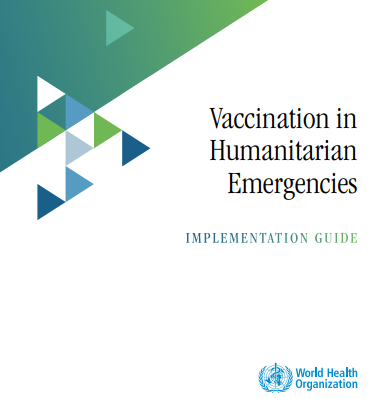 Vaccination in
Humanitarian
Emergencies
IMPLEMENTATION GUIDE
World Health
Organization